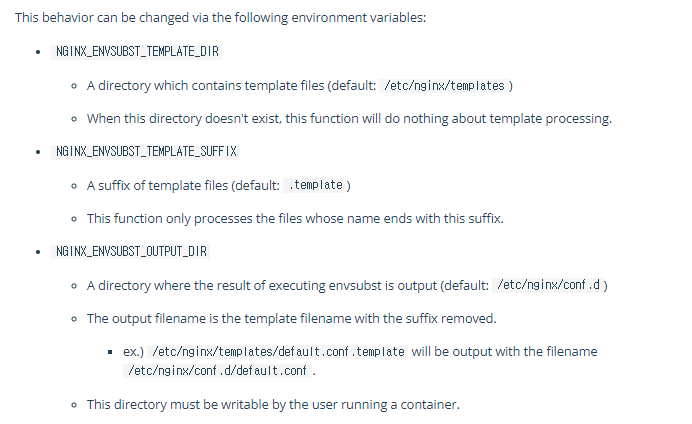 This behavior can be changed via the following environment variables:
NGINX_ENVSUBST_TEMPLATE_DIR
A directory which contains template files (default: /etc/nginx/templates )
When this directory doesn't exist, this function will do nothing about template processing.
NGINX_ENVSUBST_TEMPLATE_SUFFIX
A suffix of template files (default: .template )
This function only processes the files whose name ends with this suffix.
NGINX_ENVSUBST_OUTPUT_DIR
A directory where the result of executing envsubst is output (default: /etc/nginx/conf.d )
The output filename is the template filename with the suffix removed.
ex.) /etc/nginx/templates/default.conf.template will be output with the filename
/etc/nginx/conf.d/default.conf .
This directory must be writable by the user running a container.